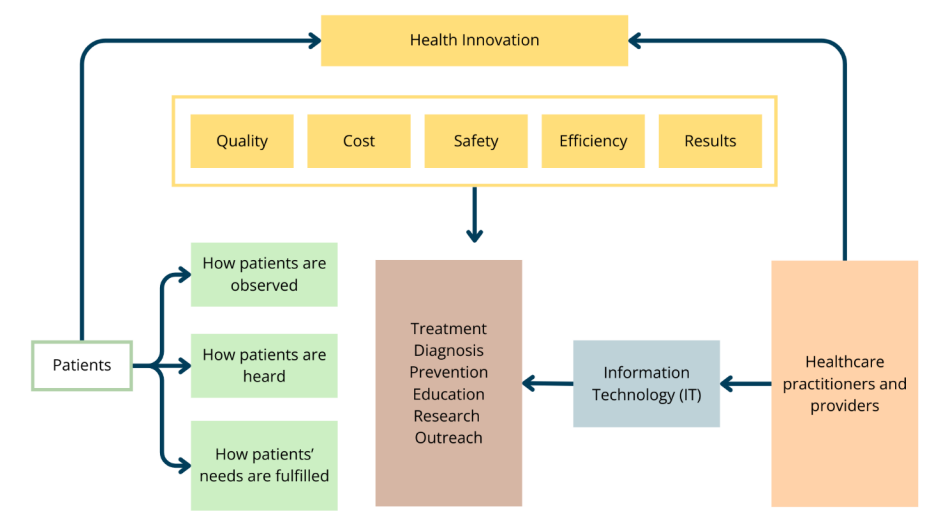 Health Innovation
Quality
Cost
Safety
Efficiency
Results
How patients are
observed
How patients are
heard
How patients’
needs are fulfilled
Patients
Treatment
Diagnosis
Prevention
Education
Research
Outreach
Information
Technology (IT)
Healthcare
practitioners and
providers